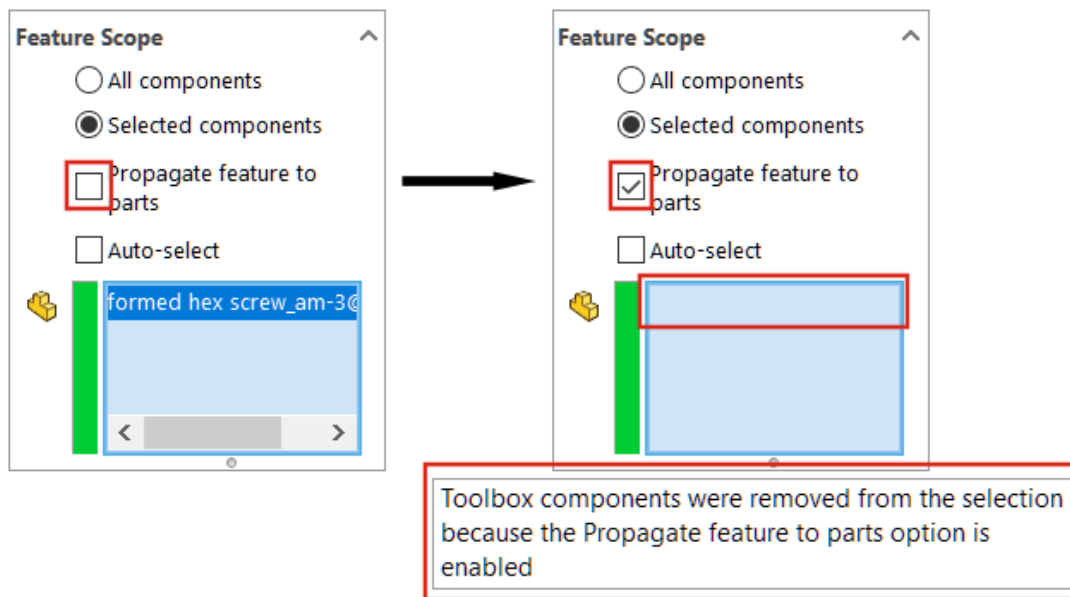 Feature Scope
All components
Selected components
Propagate feature to
parts
Auto-select
formed hex screw_am-3@
Feature Scope
All components
Selected components
Propagate feature to
parts
Auto-select
Toolbox components were removed from the selection
because the Propagate feature to parts option is
enabled